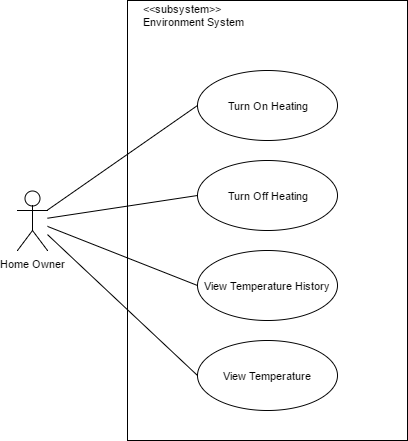 <<subsystem>>
Environment System
Turn On Heating
Turn Off Heating
Home Owner
View Temperature History
View Temperature